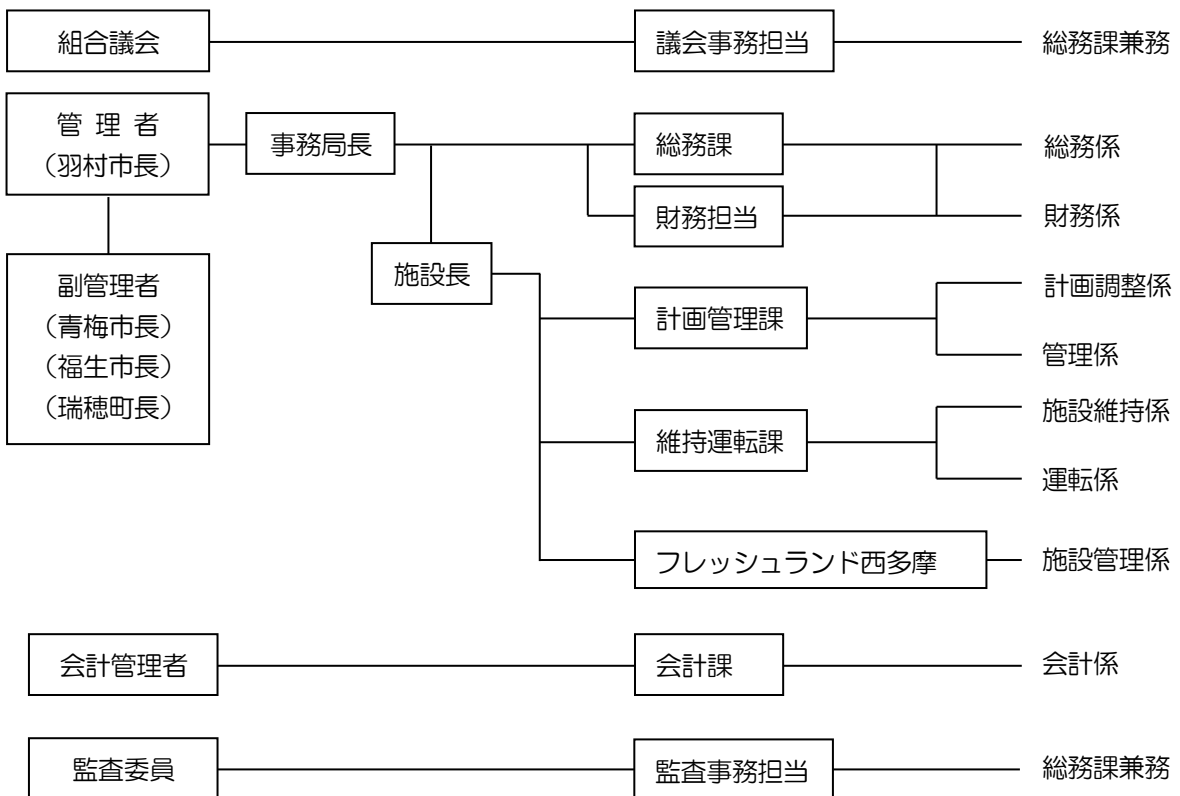 組合議会
議会事務担当
総務課兼務
管 理 者
（羽村市長）
事務局長
総務課
総務係
財務担当
財務係
副管理者
（青梅市長）
（福生市長）
（瑞穂町長）
施設長
計画管理課
計画調整係
管理係
維持運転課
施設維持係
運転係
フレッシュランド西多摩
施設管理係
会計管理者
会計課
会計係
監査委員
監査事務担当
総務課兼務